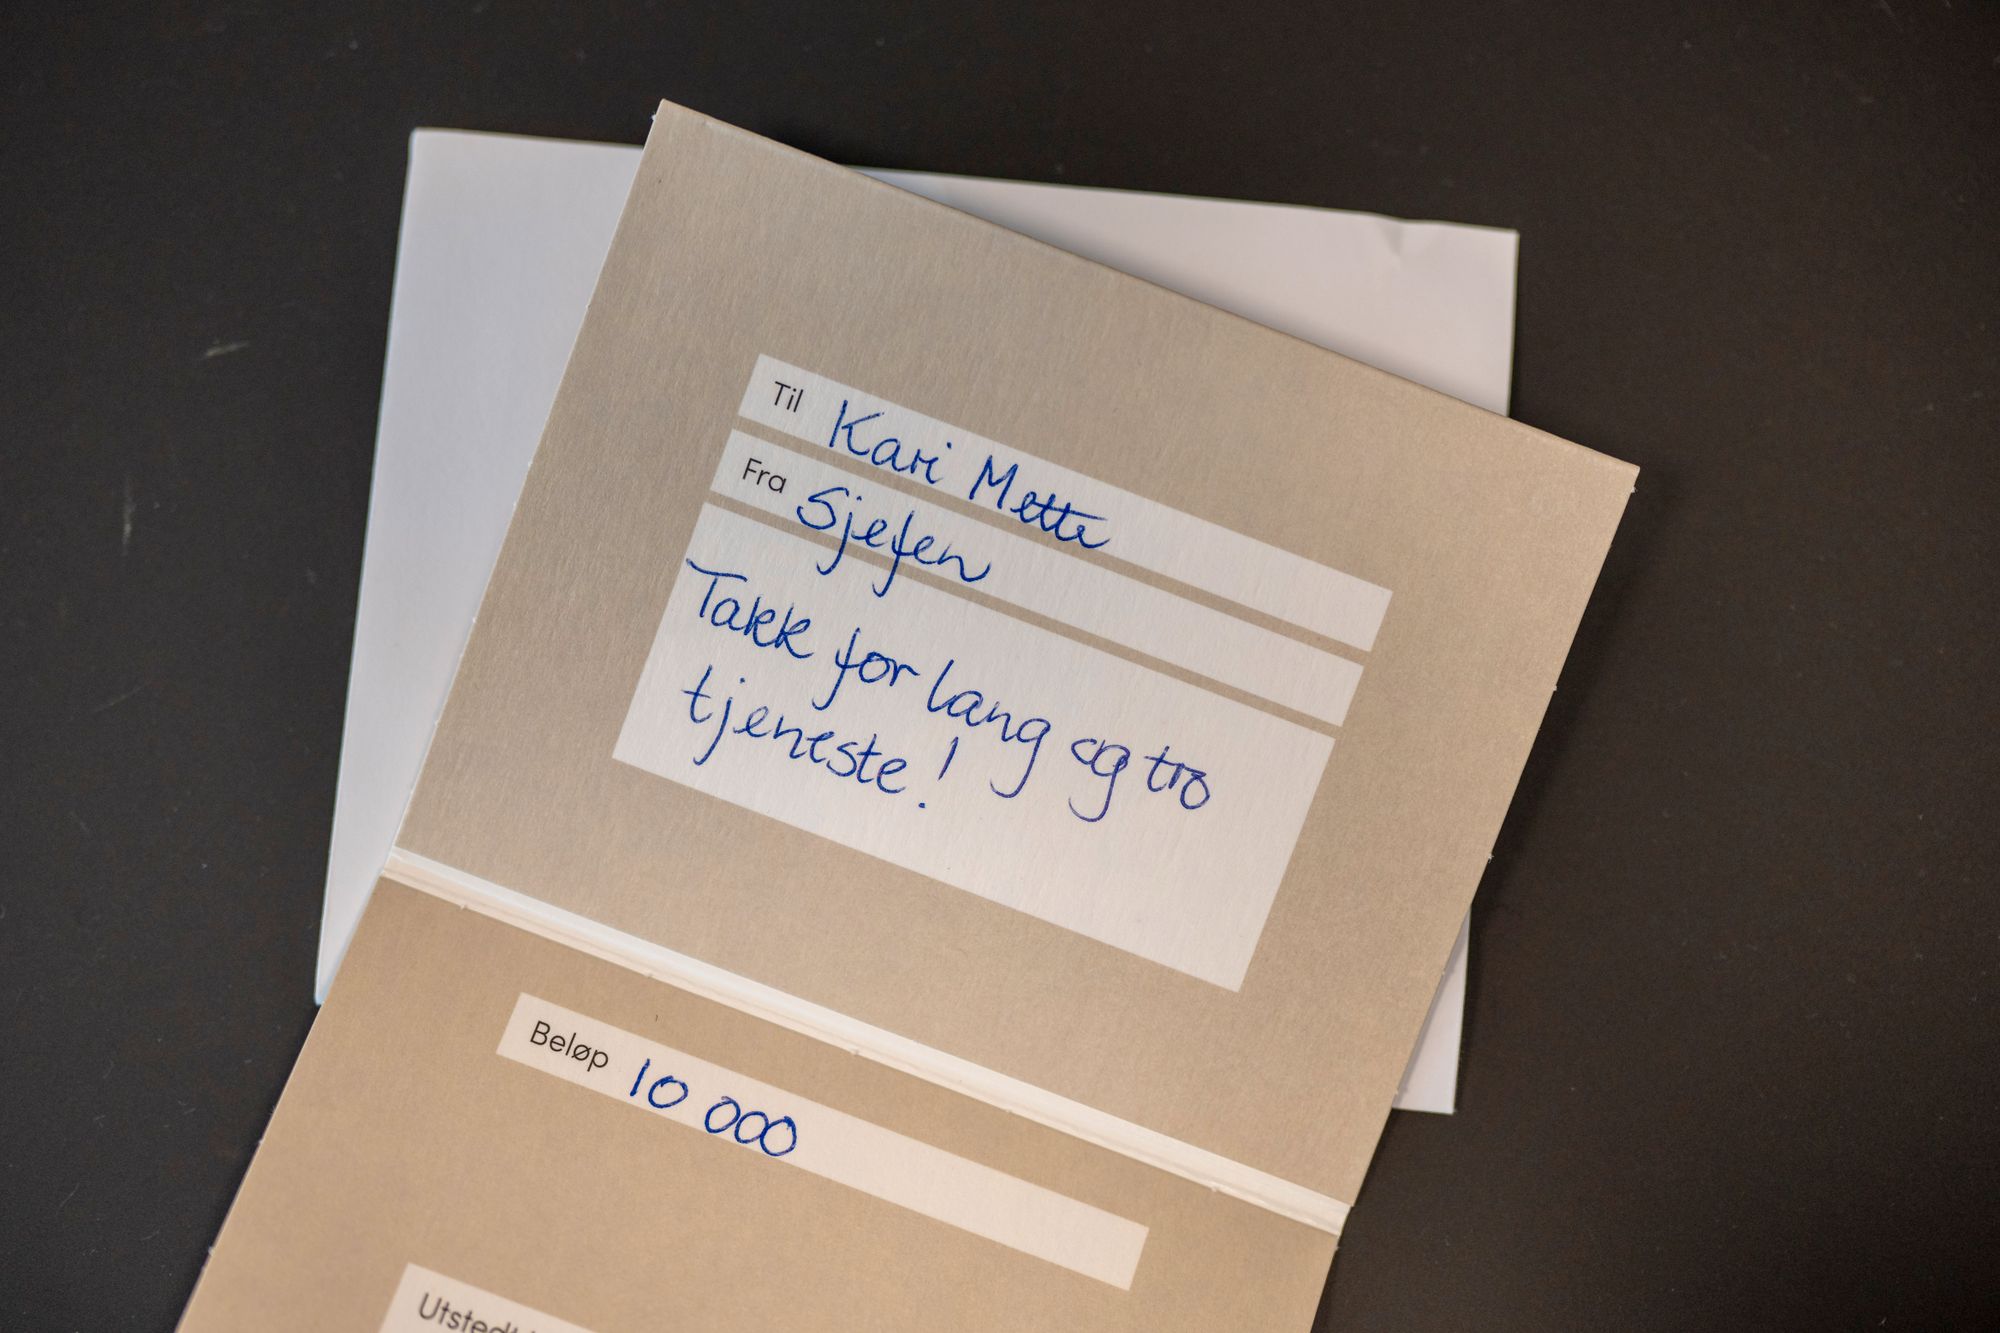 Til Kari Mette
Fra Sjefen
Takk for lang og tro
tjeneste!
Beløp 10 000